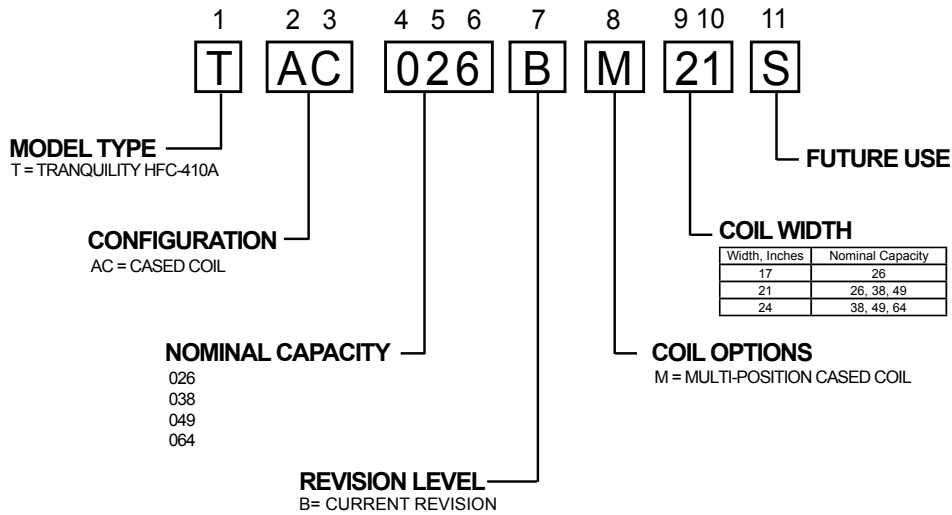 1 2 3 4 5 6 7 8 9 10 11
T AC 026 B M 21 S
MODEL TYPE
T = TRANQUILITY HFC-410A
FUTURE USE
CONFIGURATION
AC = CASED COIL
COIL WIDTH
Width, Inches Nominal Capacity
17 26
21 26, 38, 49
24 38, 49, 64
NOMINAL CAPACITY
026
038
049
064
COIL OPTIONS
M = MULTI-POSITION CASED COIL
REVISION LEVEL
B= CURRENT REVISION